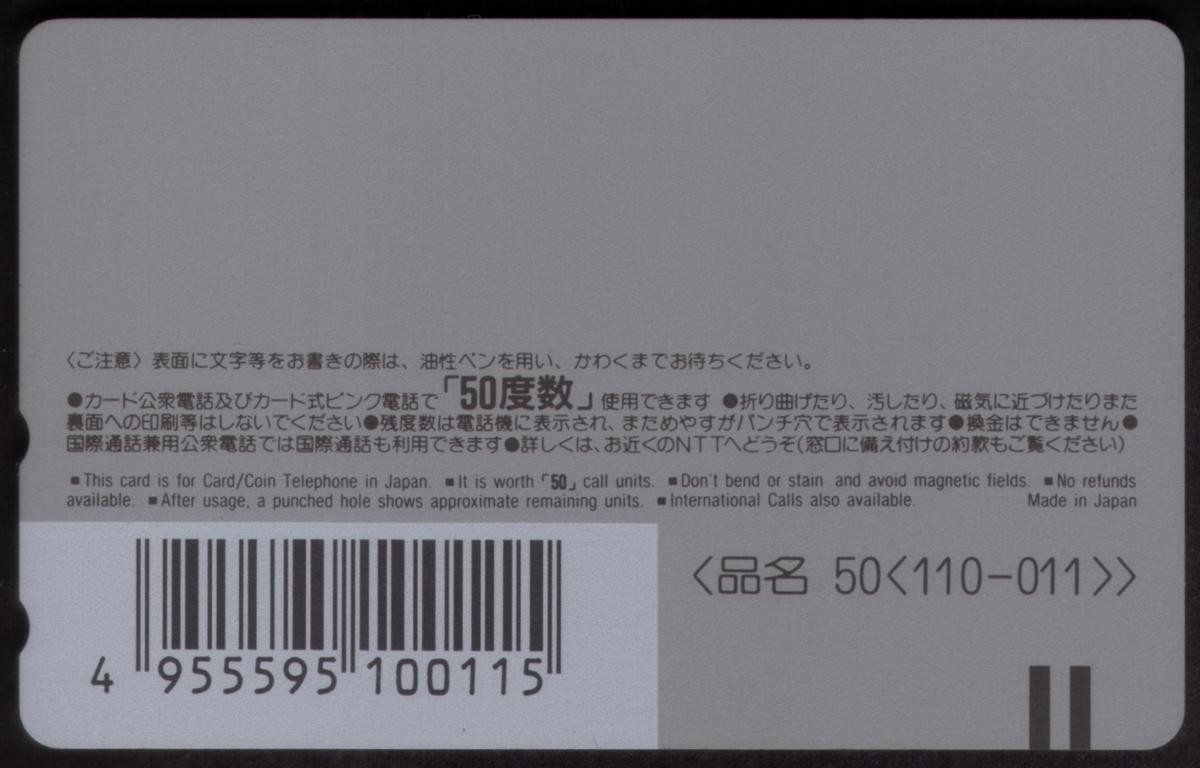 〈ご注意〉表面に文字等をお書きの際は、油性ペンを用い、かわくまでお待ちください。
●カード公衆電話及びカード式ピンク電話で「50度数」使用できます ●折り曲げたり、汚したり、磁気に近づけたりまた
裏面への印刷等はしないでください●残度数は電話機に表示され、まためやすがパンチ穴で表示されます●換金はできません●
国際通話兼用公衆電話では国際通話も利用できます●詳しくは、お近くのNTTへどうぞ(窓口に備え付けの約款もご覧ください)
■This card is for Card/Coin Telephone in Japan. ■It is worth「50」call units. ■Don't bend or stain and avoid magnetic fields. ■No refunds
available. ■After usage, a punched hole shows approximate remaining units. ■International Calls also available. Made in Japan
〈品名 50〈110-011〉〉
4 955595 100115